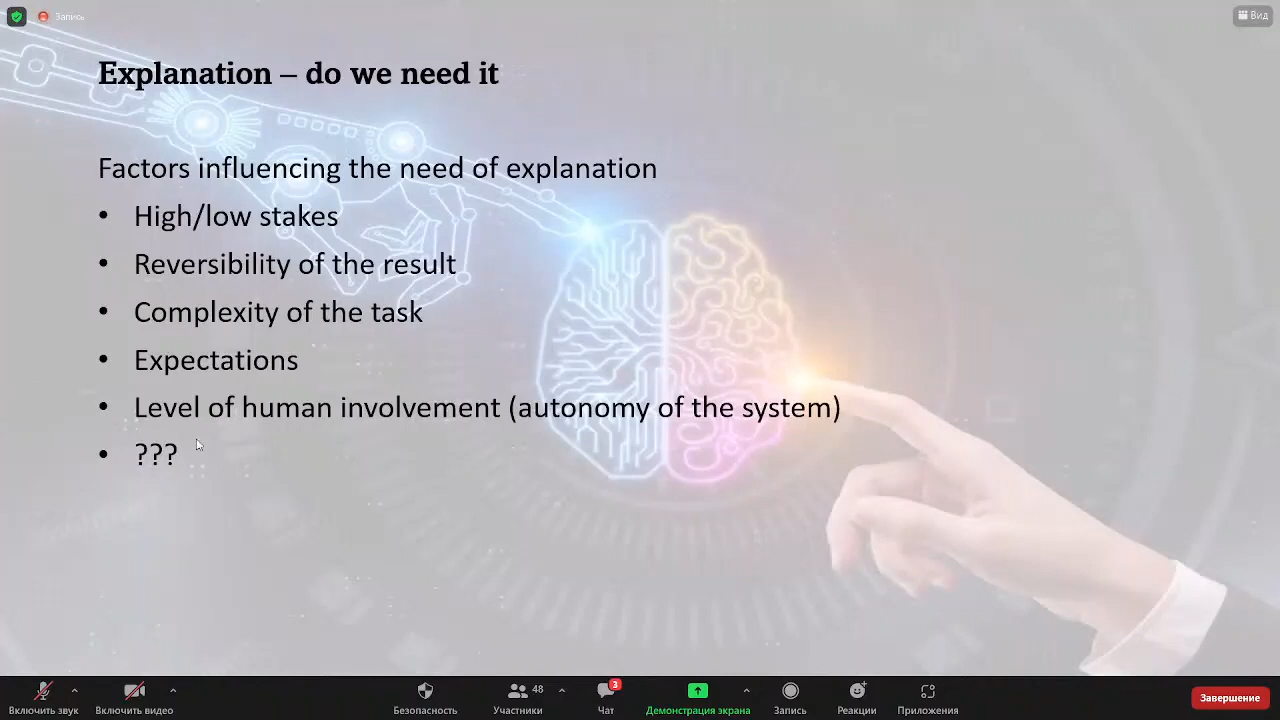 Запись
Вид
Explanation – do we need it
Factors influencing the need of explanation
• High/low stakes
• Reversibility of the result
• Complexity of the task
• Expectations
• Level of human involvement (autonomy of the system)
• ???
Включить звук
Включить видео
Безопасность
48
Участники
3
Чат
Демонстрация экрана
Запись
Реакции
Приложения
Завершение